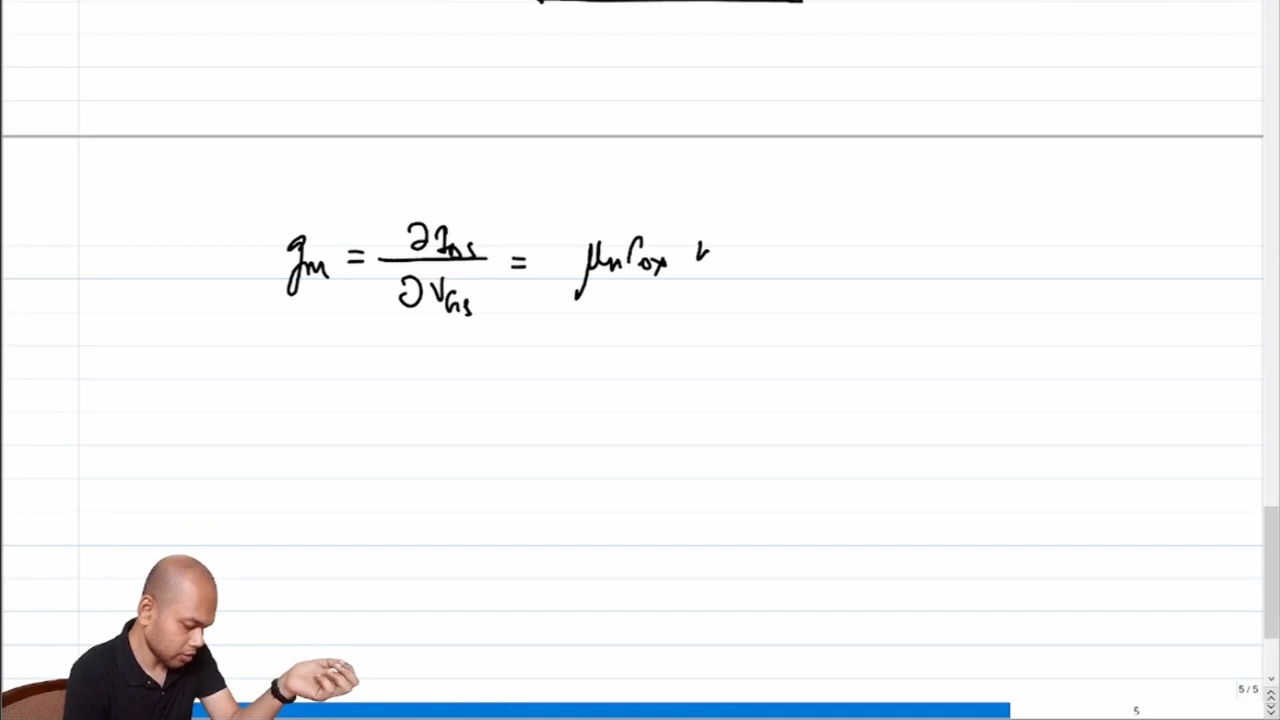 gm = ∂IDS / ∂VGS = μnCox
5/5
5